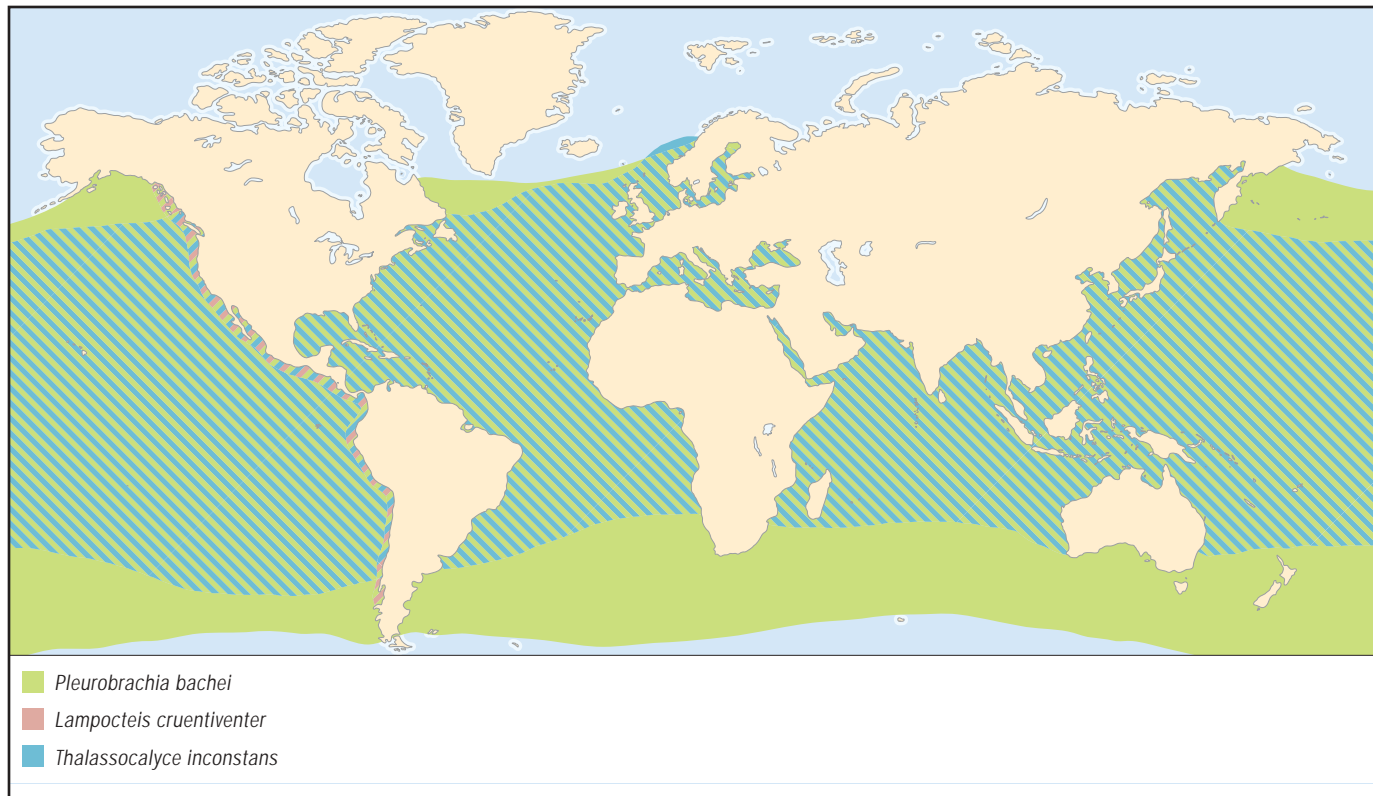 Pleurobrachia bachei
Lampocteis cruentiventer
Thalassocalyce inconstans